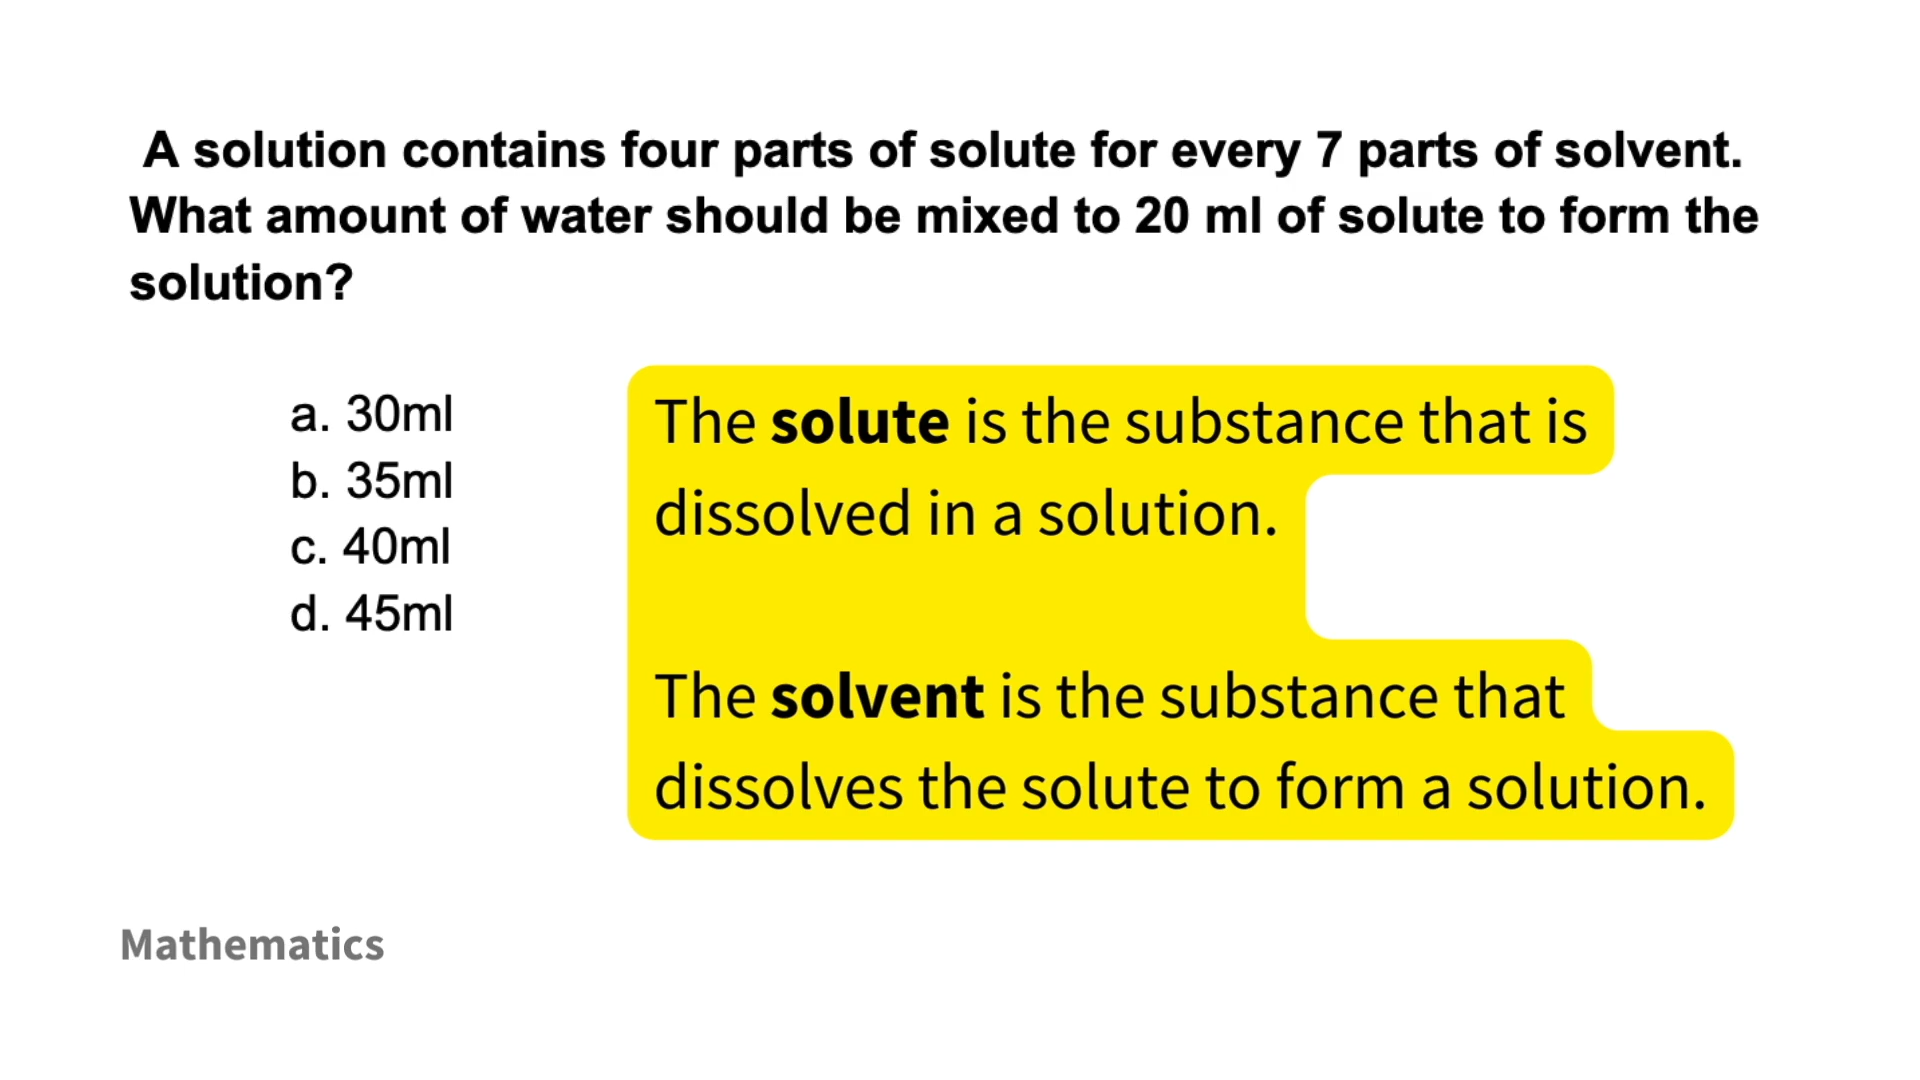 A solution contains four parts of solute for every 7 parts of solvent.
What amount of water should be mixed to 20 ml of solute to form the
solution?
a. 30ml
b. 35ml
c. 40ml
d. 45ml
The solute is the substance that is
dissolved in a solution.
The solvent is the substance that
dissolves the solute to form a solution.
Mathematics